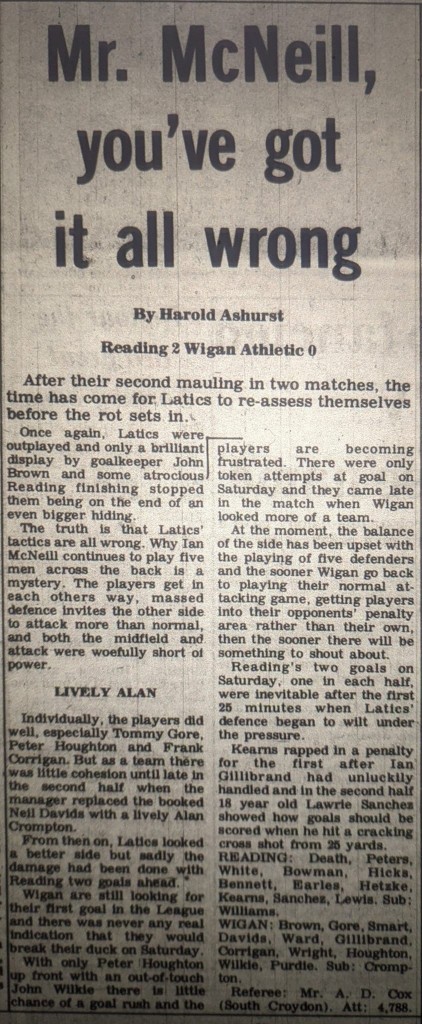 Mr. McNeill,
you've got
it all wrong
By Harold Ashurst
Reading 2 Wigan Athletic 0
After their second mauling in two matches, the
time has come for Latics to re-assess themselves
before the rot sets in.
Once again, Latics were
outplayed and only a brilliant
display by goalkeeper John
Brown and some atrocious
Reading finishing stopped
them being on the end of an
even bigger hiding.
The truth is that Latics'
tactics are all wrong. Why Ian
McNeill continues to play five
men across the back is a
mystery. The players get in
each others way, massed
defence invites the other side
to attack more than normal,
and both the midfield and
attack were woefully short of
power.
LIVELY ALAN
Individually, the players did
well, especially Tommy Gore,
Peter Houghton and Frank
Corrigan. But as a team there
was little cohesion until late in
the second half when the
manager replaced the booked
Neil Davids with a lively Alan
Crompton.
From then on, Latics looked
a better side but sadly the
damage had been done with
Reading two goals ahead.
Wigan are still looking for
their first goal in the League
and there was never any real
indication that they would
break their duck on Saturday.
With only Peter Houghton
up front with an out-of-touch
John Wilkie there is little
chance of a goal rush and the
players are becoming
frustrated. There were only
token attempts at goal on
Saturday and they came late
in the match when Wigan
looked more of a team.
At the moment, the balance
of the side has been upset with
the playing of five defenders
and the sooner Wigan go back
to playing their normal at-
tacking game, getting players
into their opponents' penalty
area rather than their own,
then the sooner there will be
something to shout about.
Reading's two goals on
Saturday, one in each half,
were inevitable after the first
25 minutes when Latics'
defence began to wilt under
the pressure.
Kearns rapped in a penalty
for the first after Ian
Gillibrand had unluckily
handled and in the second half
18 year old Lawrie Sanchez
showed how goals should be
scored when he hit a cracking
cross shot from 25 yards.
READING: Death, Peters,
White, Bowman, Hicks,
Bennett, Earles, Hetzke,
Kearns, Sanchez, Lewis. Sub:
Williams.
WIGAN: Brown, Gore, Smart,
Davids, Ward, Gillibrand,
Corrigan, Wright, Houghton,
Wilkie, Purdie. Sub: Cromp-
ton.
Referee: Mr. A. D. Cox
(South Croydon). Att: 4,788.